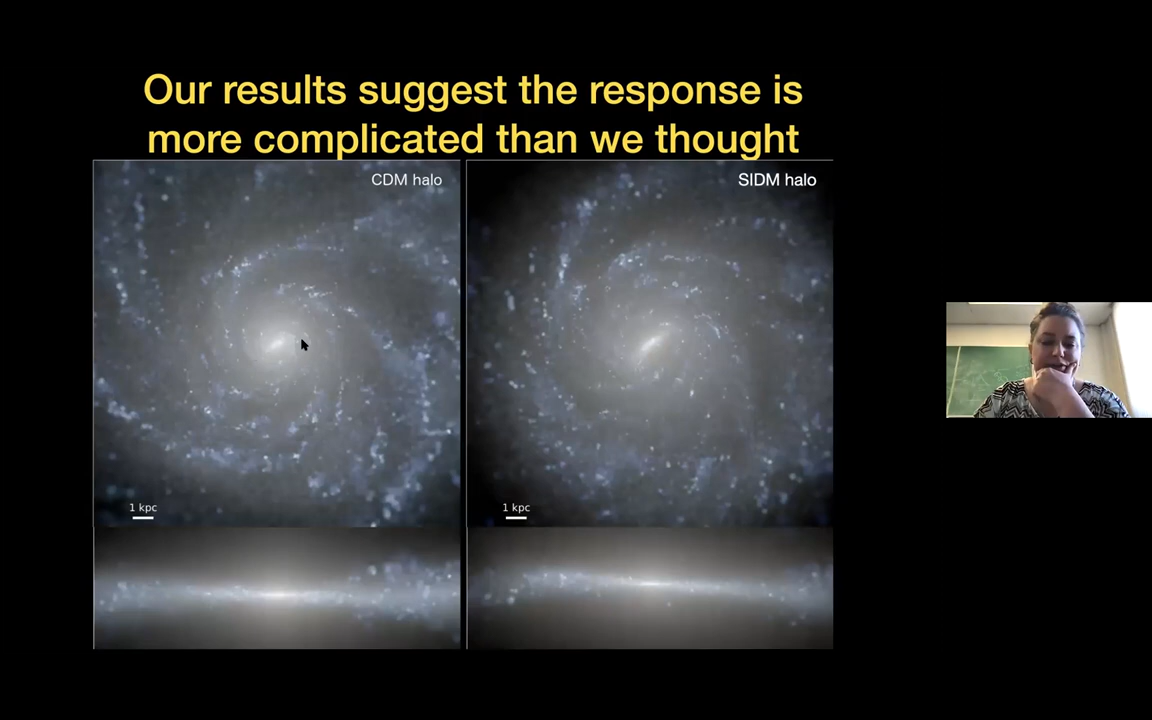 Our results suggest the response is
more complicated than we thought
CDM halo
SIDM halo
1 kpc
1 kpc